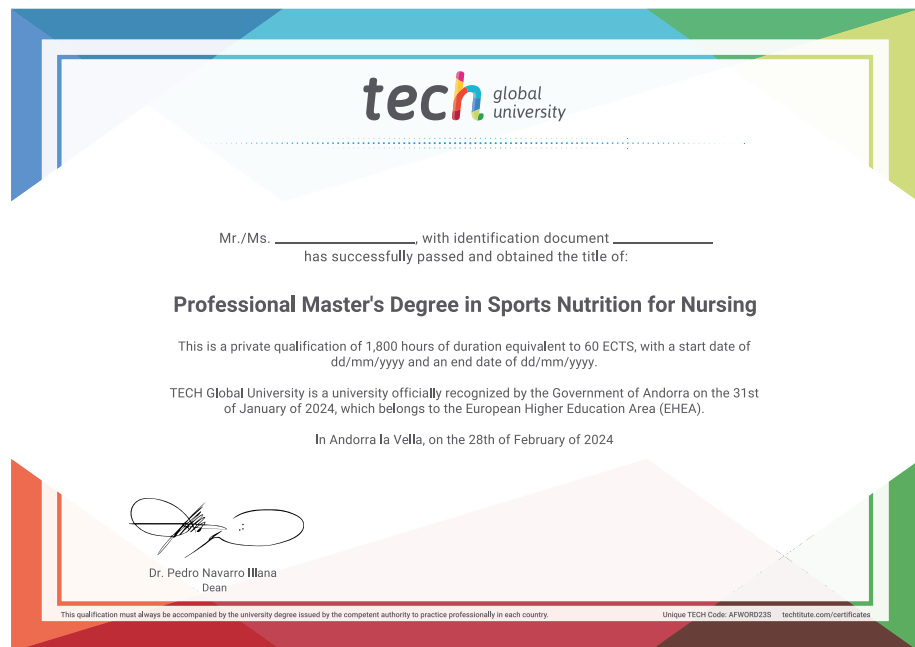 tech global university
Mr./Ms. ________________, with identification document ____________
has successfully passed and obtained the title of:
Professional Master's Degree in Sports Nutrition for Nursing
This is a private qualification of 1,800 hours of duration equivalent to 60 ECTS, with a start date of
dd/mm/yyyy and an end date of dd/mm/yyyy.
TECH Global University is a university officially recognized by the Government of Andorra on the 31st
of January of 2024, which belongs to the European Higher Education Area (EHEA).
In Andorra la Vella, on the 28th of February of 2024
Dr. Pedro Navarro Illana
Dean
This qualification must always be accompanied by the university degree issued by the competent authority to practice professionally in each country.
Unique TECH Code: AFWORD23S techtitute.com/certificates